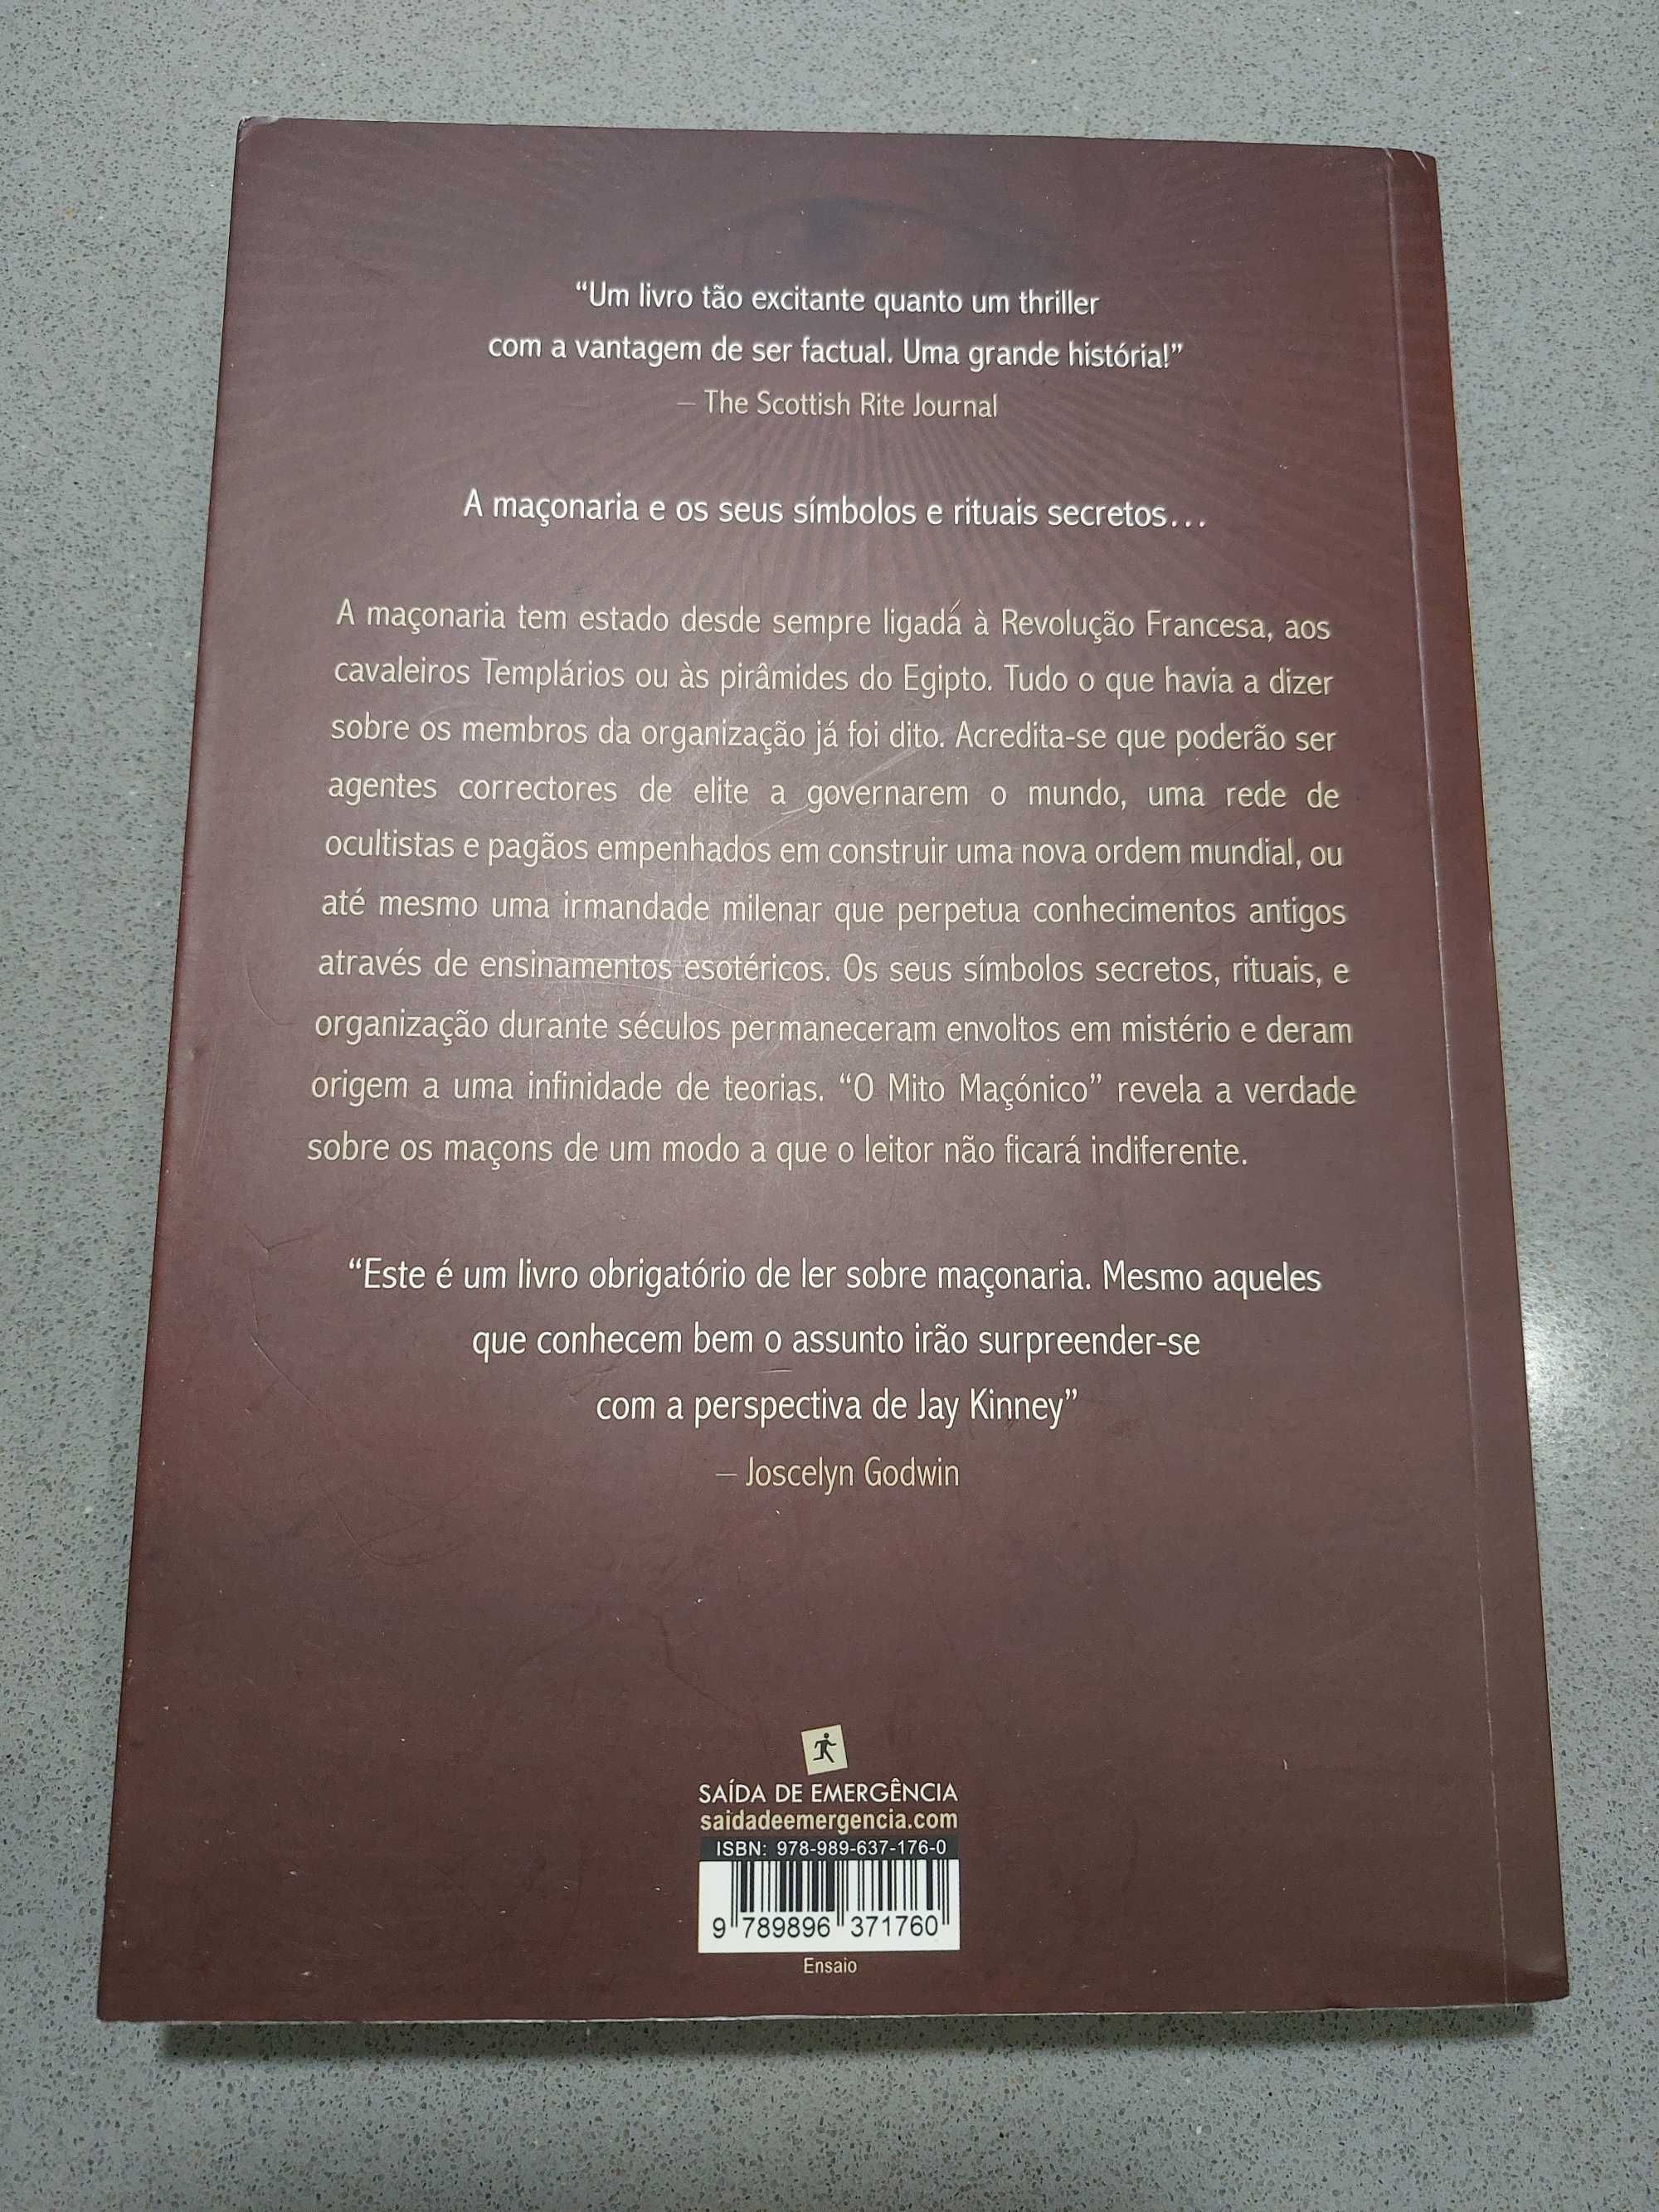 “Um livro tão excitante quanto um thriller
com a vantagem de ser factual. Uma grande história!”
– The Scottish Rite Journal
A maçonaria e os seus símbolos e rituais secretos...
A maçonaria tem estado desde sempre ligada à Revolução Francesa, aos
cavaleiros Templários ou às pirâmides do Egipto. Tudo o que havia a dizer
sobre os membros da organização já foi dito. Acredita-se que poderão ser
agentes correctores de elite a governarem o mundo, uma rede de
ocultistas e pagãos empenhados em construir uma nova ordem mundial, ou
até mesmo uma irmandade milenar que perpetua conhecimentos antigos
através de ensinamentos esotéricos. Os seus símbolos secretos, rituais, e
organização durante séculos permaneceram envoltos em mistério e deram
origem a uma infinidade de teorias. “O Mito Maçónico” revela a verdade
sobre os maçons de um modo a que o leitor não ficará indiferente.
“Este é um livro obrigatório de ler sobre maçonaria. Mesmo aqueles
que conhecem bem o assunto irão surpreender-se
com a perspectiva de Jay Kinney”
– Joscelyn Godwin
SAÍDA DE EMERGÊNCIA
saidadeemergencia.com
ISBN: 978-989-637-176-0
9 789896 371760
Ensaio